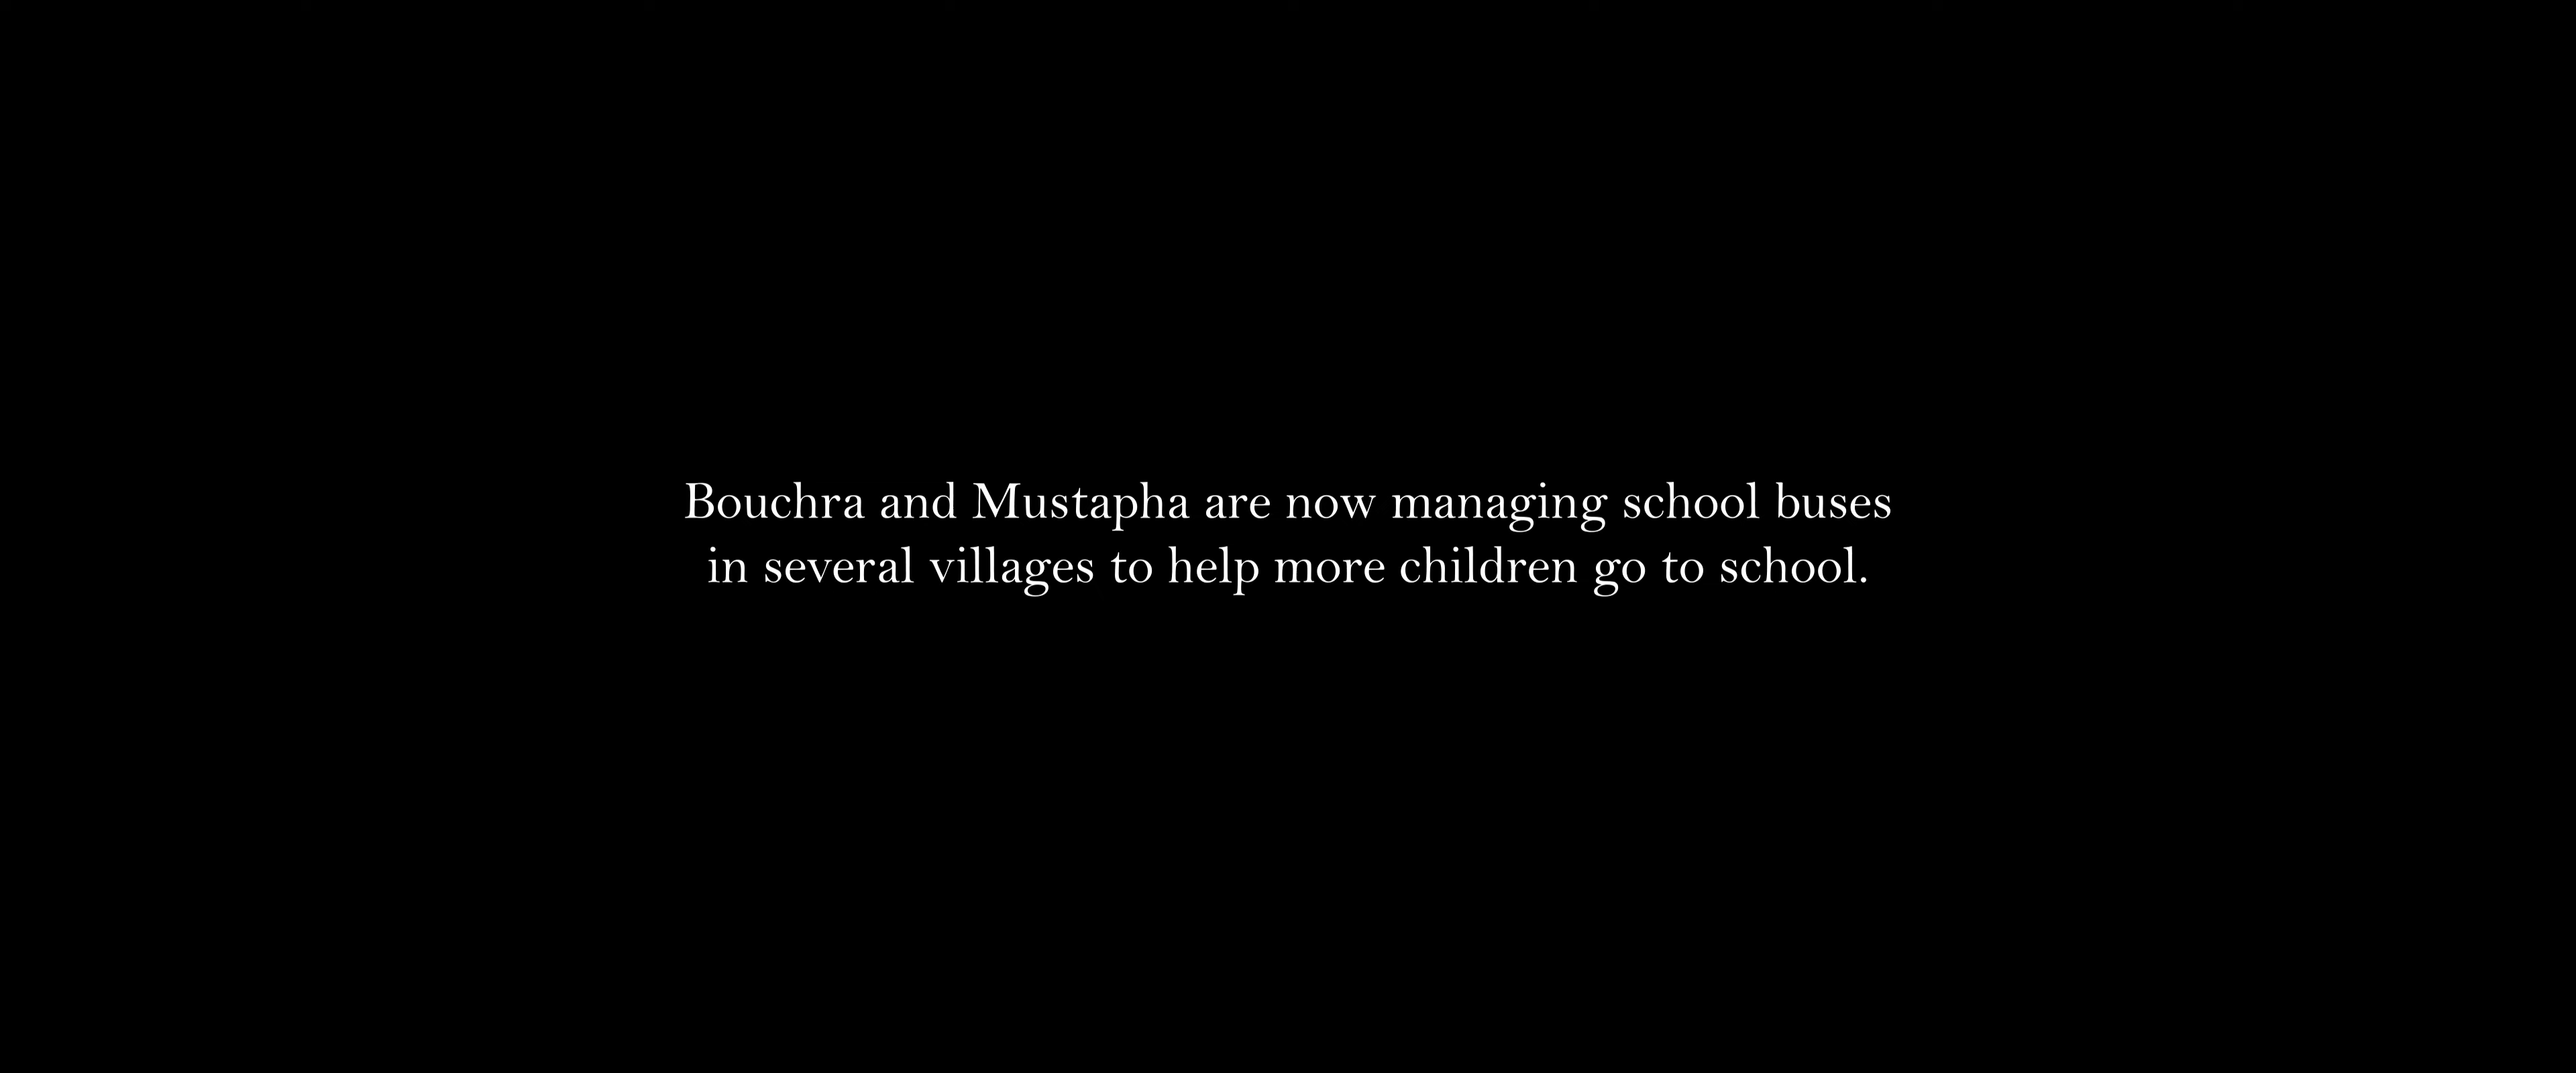 Bouchra and Mustapha are now managing school buses
in several villages to help more children go to school.